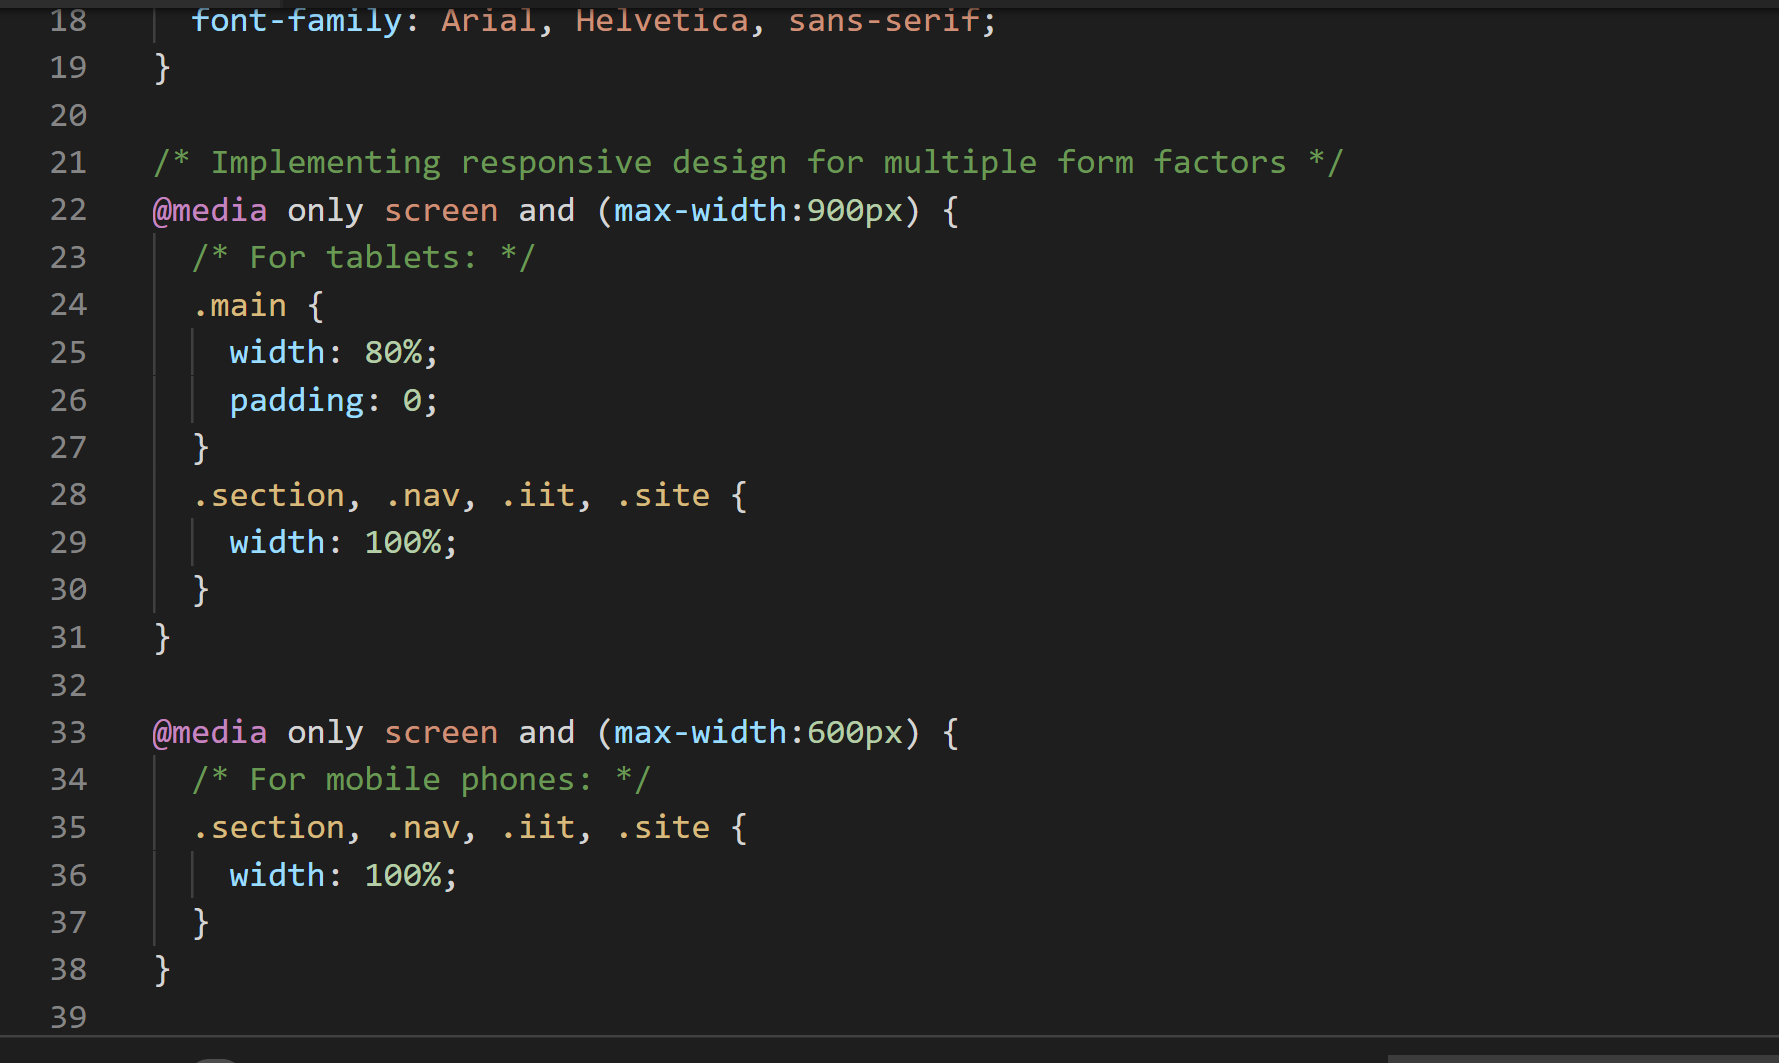 18 font-family: Arial, Helvetica, sans-serif;
19 }
20
21 /* Implementing responsive design for multiple form factors */
22 @media only screen and (max-width:900px) {
23 /* For tablets: */
24 .main {
25 width: 80%;
26 padding: 0;
27 }
28 .section, .nav, .iit, .site {
29 width: 100%;
30 }
31 }
32
33 @media only screen and (max-width:600px) {
34 /* For mobile phones: */
35 .section, .nav, .iit, .site {
36 width: 100%;
37 }
38 }
39